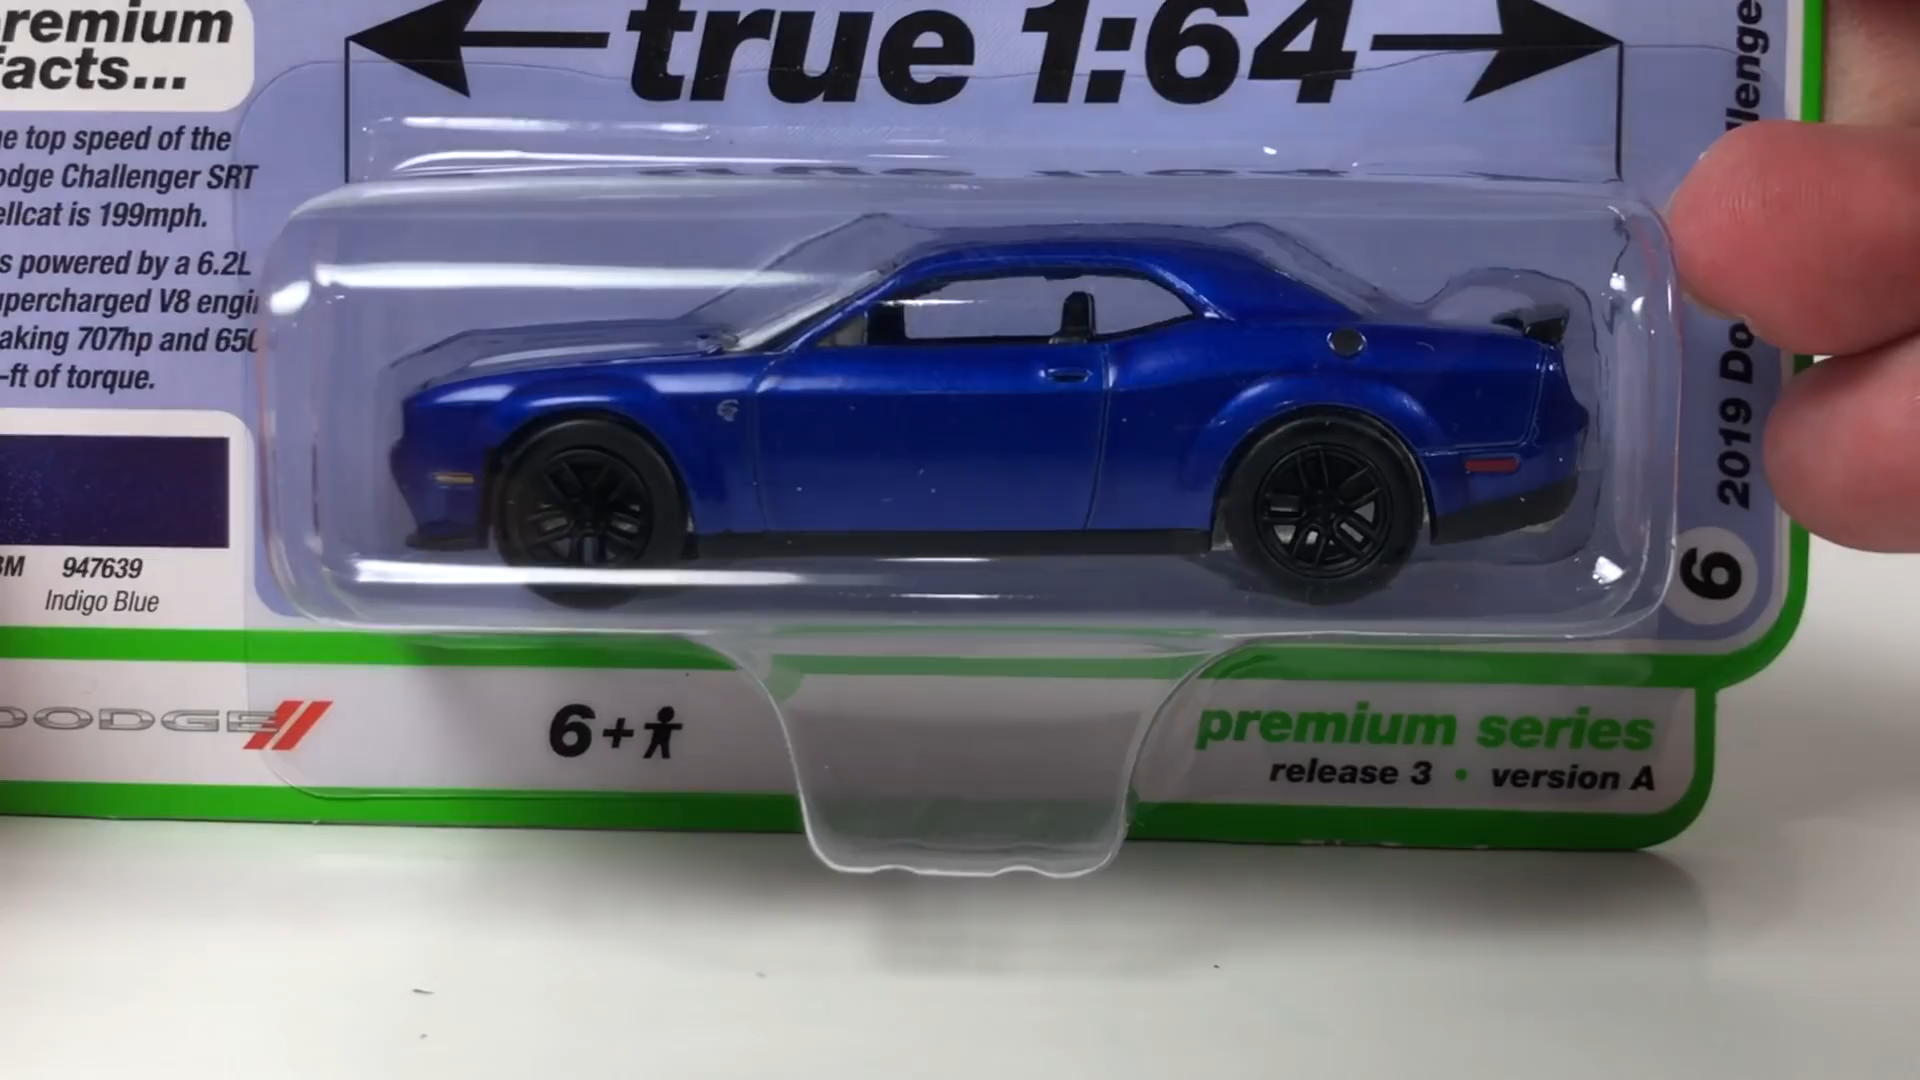 remium
acts...
true 1:64
e top speed of the
odge Challenger SRT
ellcat is 199mph.
s powered by a 6.2L
upercharged V8 engi
aking 707hp and 650
-ft of torque.
947639
Indigo Blue
DODGE
6+
premium series
release 3 • version A
2019 Do
llenge
6